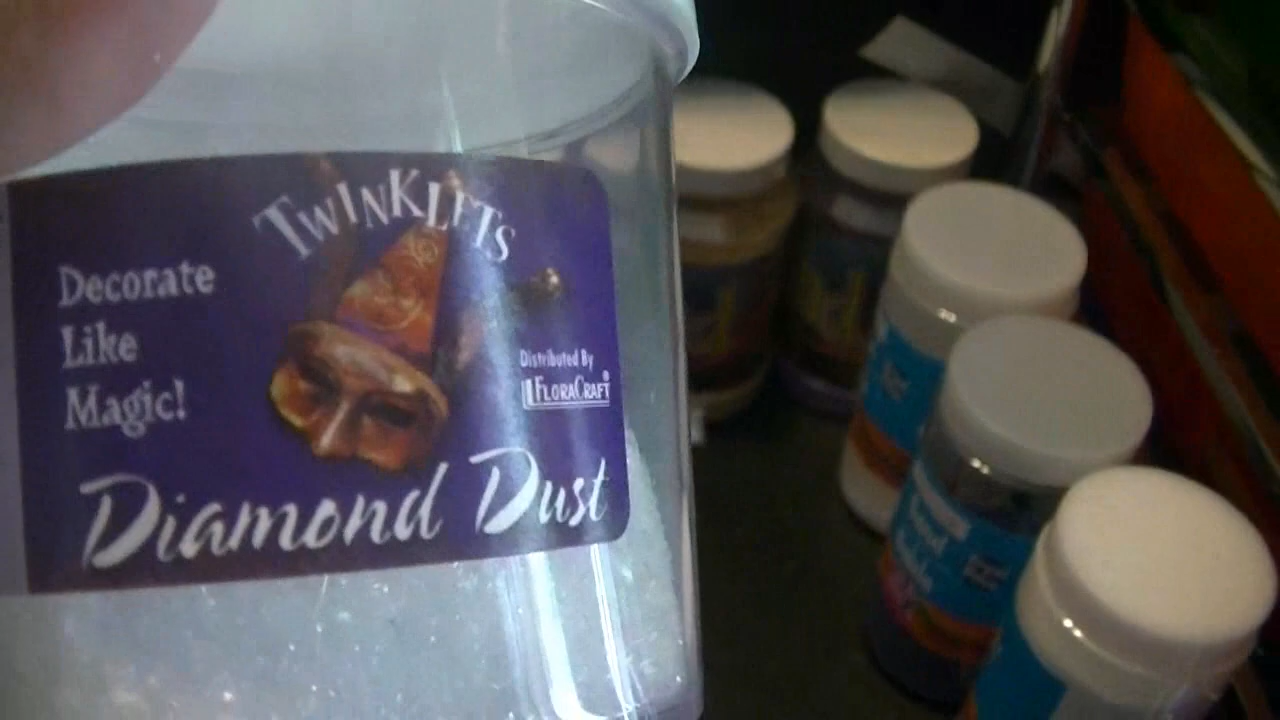 TWINKLETS
Decorate
Like
Magic!
Distributed By
FLORACRAFT®
Diamond Dust